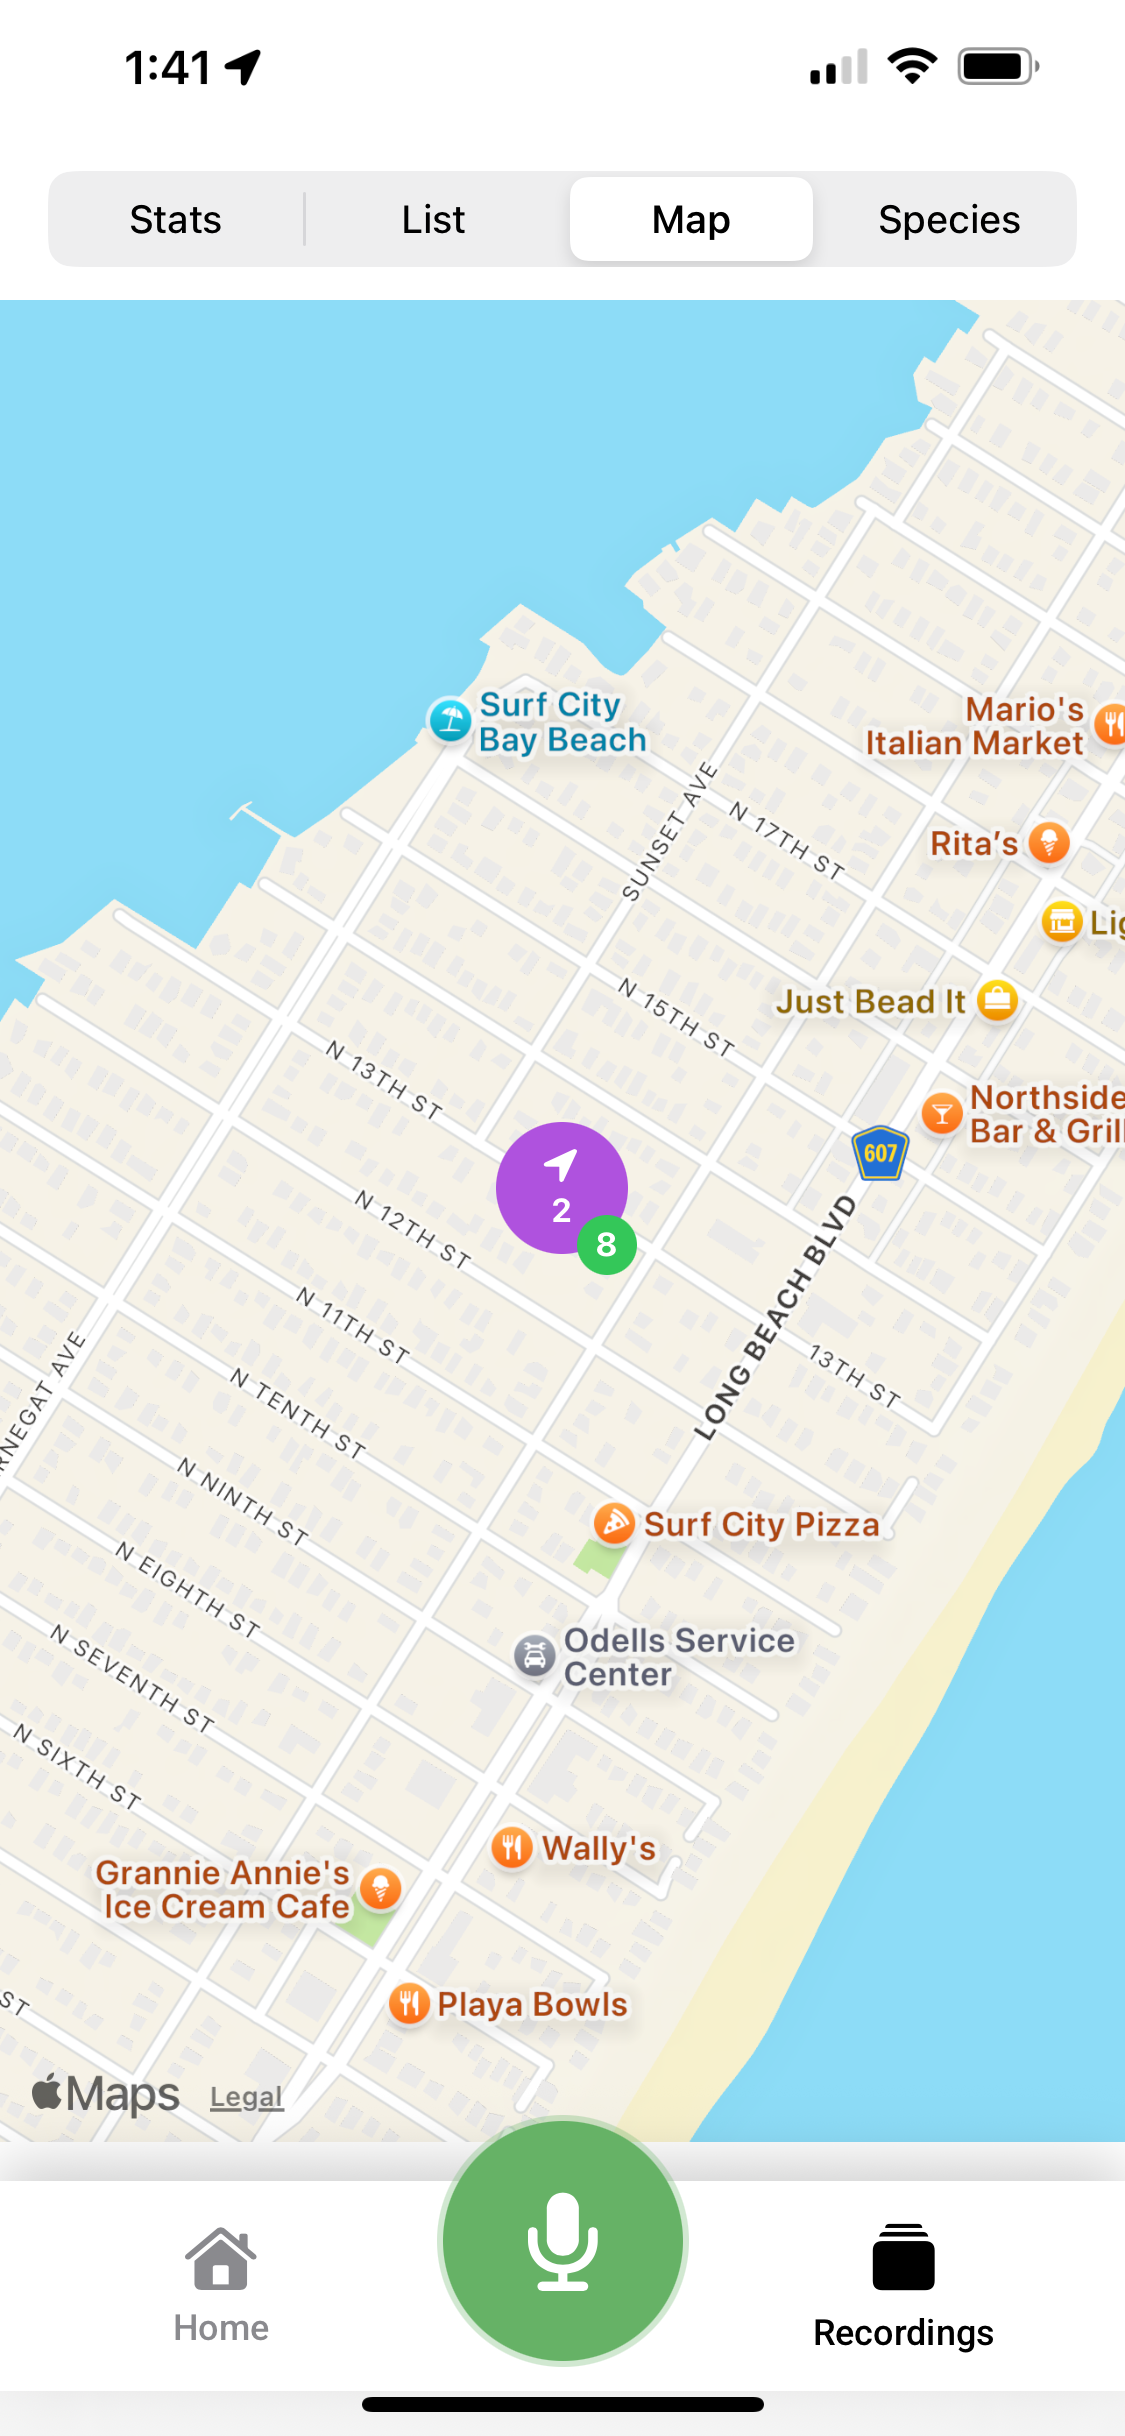 1:41
Stats
List
Map
Species
Surf City
Bay Beach
Mario's
Italian Market
SUNSET AVE
N 17TH ST
Rita's
Lig
N 15TH ST
Just Bead It
N 13TH ST
Northside
Bar & Grill
607
2
8
N 12TH ST
LONG BEACH BLVD
N 11TH ST
13TH ST
RNEGAT AVE
N TENTH ST
N NINTH ST
Surf City Pizza
N EIGHTH ST
Odells Service
Center
N SEVENTH ST
N SIXTH ST
Wally's
Grannie Annie's
Ice Cream Cafe
ST
Playa Bowls
Maps
Legal
Home
Recordings